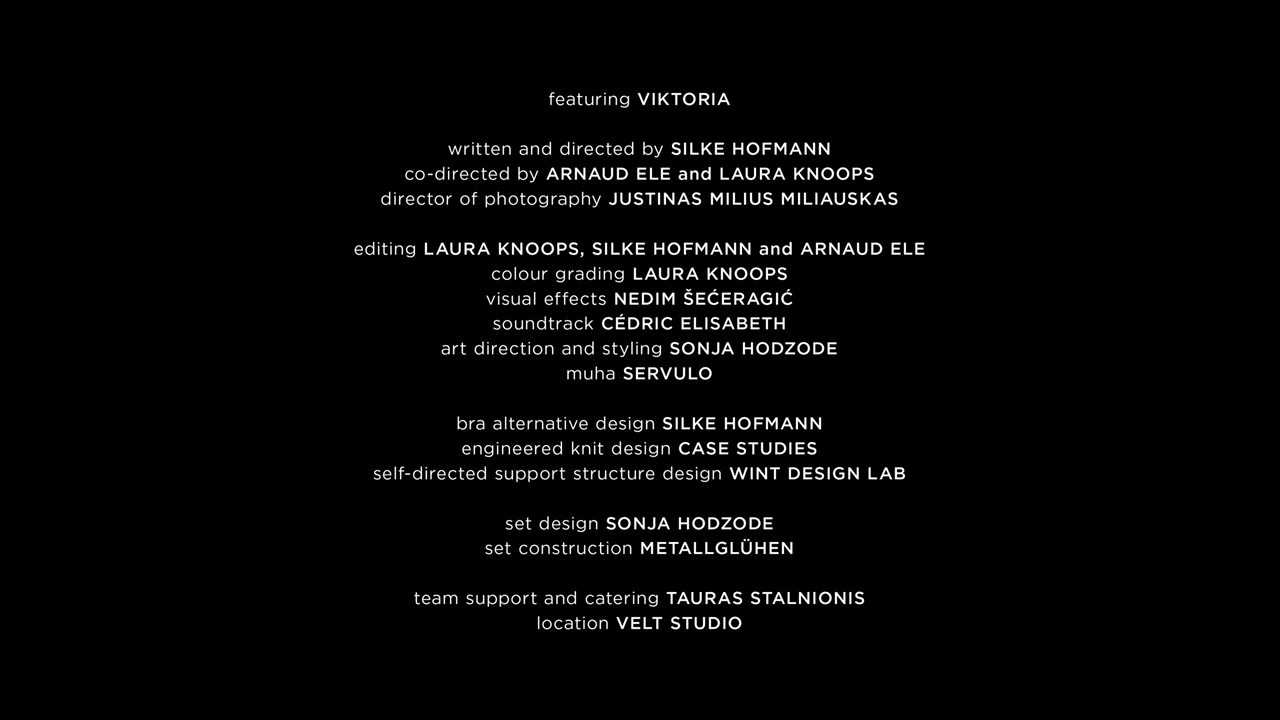 featuring VIKTORIA
written and directed by SILKE HOFMANN
co-directed by ARNAUD ELE and LAURA KNOOPS
director of photography JUSTINAS MILIUS MILIAUSKAS
editing LAURA KNOOPS, SILKE HOFMANN and ARNAUD ELE
colour grading LAURA KNOOPS
visual effects NEDIM ŠEĆERAGIĆ
soundtrack CÉDRIC ELISABETH
art direction and styling SONJA HODZODE
muha SERVULO
bra alternative design SILKE HOFMANN
engineered knit design CASE STUDIES
self-directed support structure design WINT DESIGN LAB
set design SONJA HODZODE
set construction METALLGLÜHEN
team support and catering TAURAS STALNIONIS
location VELT STUDIO